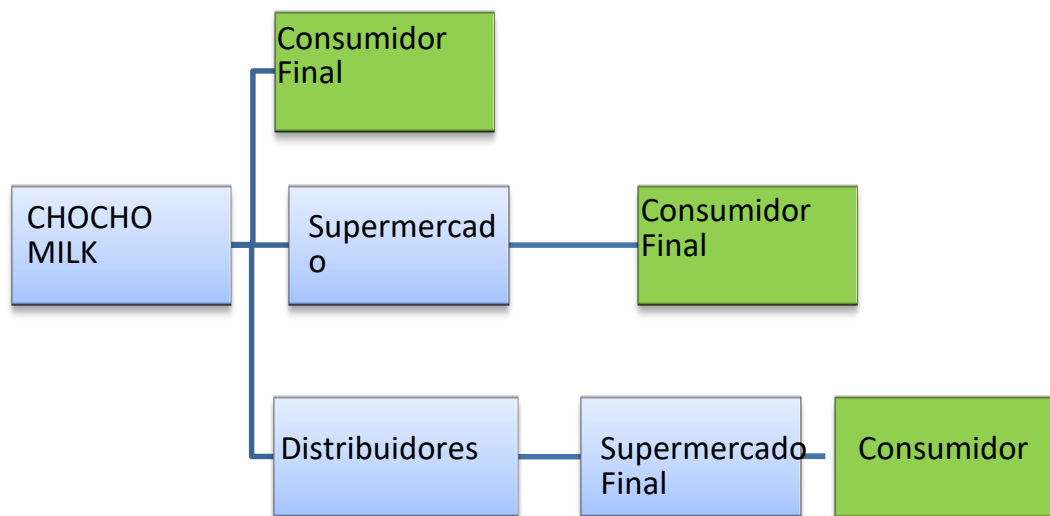 Consumidor
Final
CHOCHO
MILK
Supermercad
o
Consumidor
Final
Distribuidores
Supermercado
Final
Consumidor